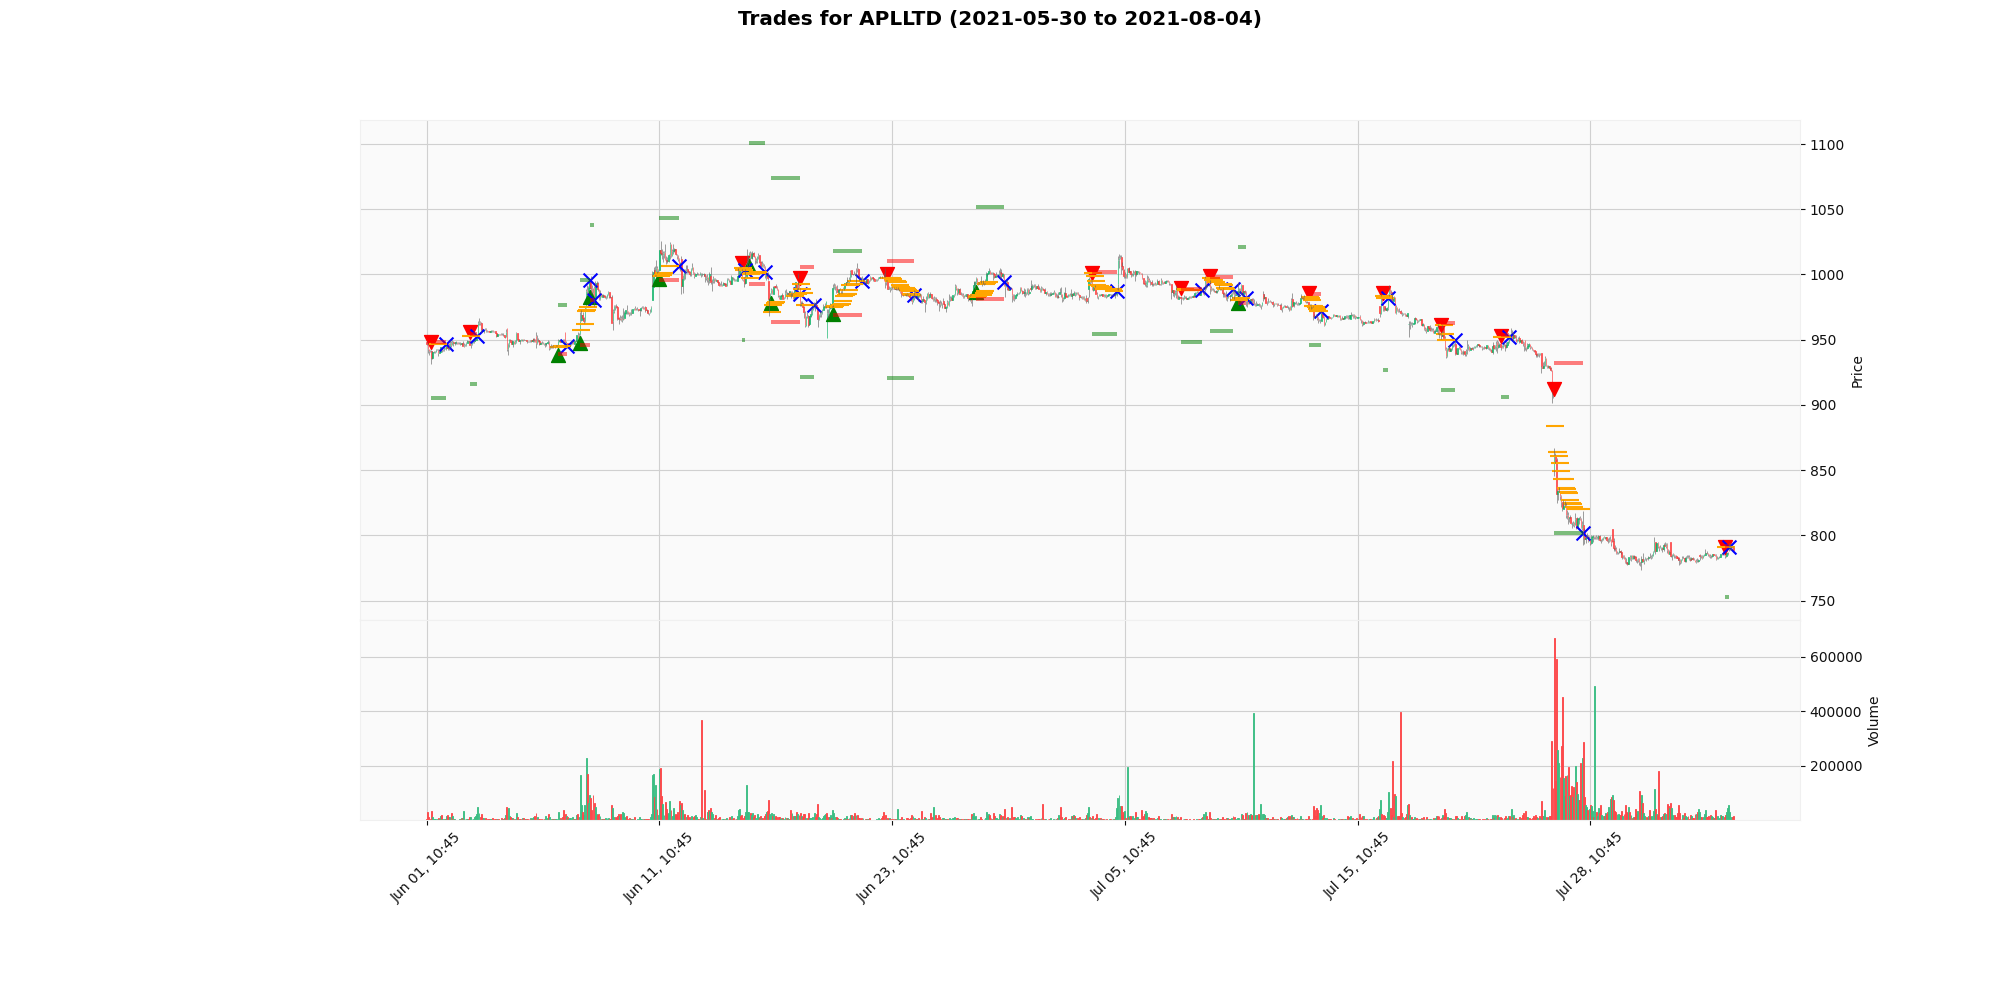 Trades for APLLTD (2021-05-30 to 2021-08-04)
1100
1050
1000
950
900
850
800
750
Price
600000
400000
200000
Volume
Jun 01, 10:45
Jun 11, 10:45
Jun 23, 10:45
Jul 05, 10:45
Jul 15, 10:45
Jul 28, 10:45